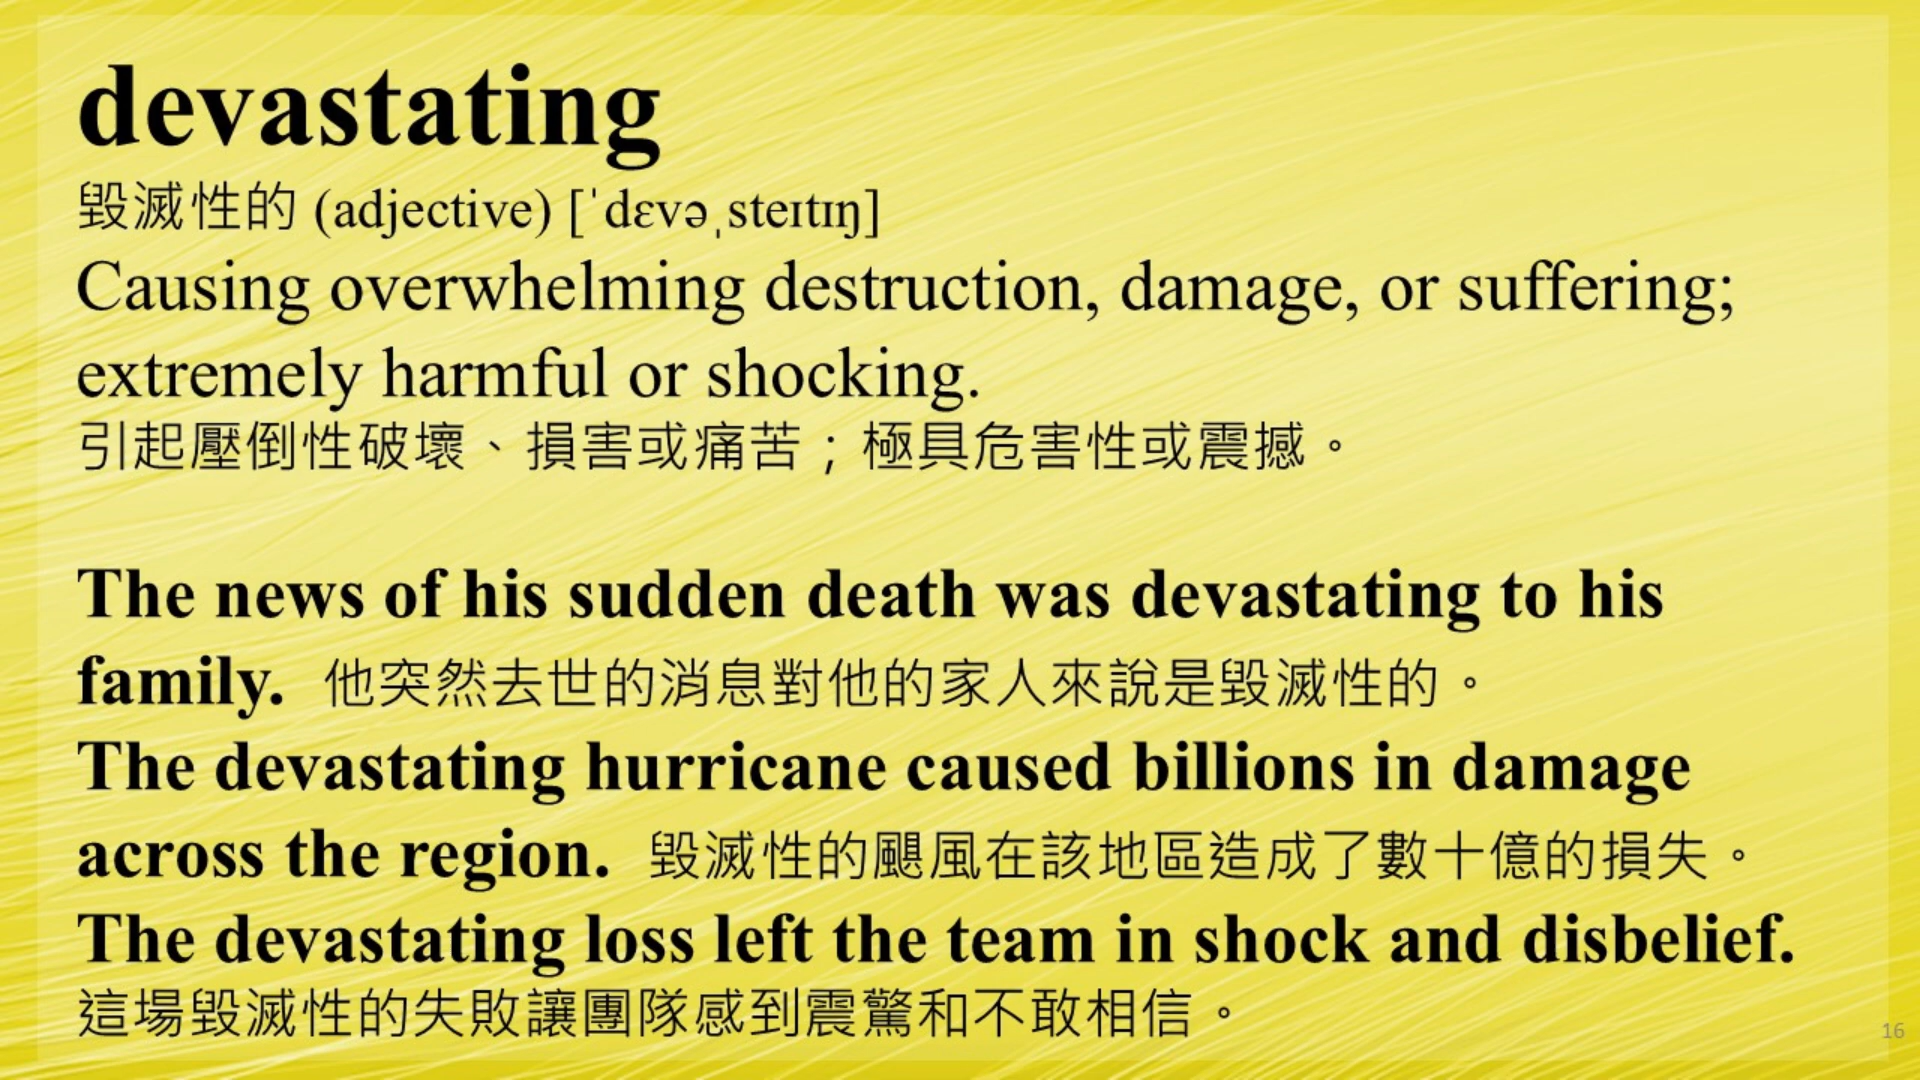 devastating
毀滅性的 (adjective) [ˈdɛvəˌsteɪtɪŋ]
Causing overwhelming destruction, damage, or suffering;
extremely harmful or shocking.
引起壓倒性破壞、損害或痛苦；極具危害性或震撼。
The news of his sudden death was devastating to his
family. 他突然去世的消息對他的家人來說是毀滅性的。
The devastating hurricane caused billions in damage
across the region. 毀滅性的颶風在該地區造成了數十億的損失。
The devastating loss left the team in shock and disbelief.
這場毀滅性的失敗讓團隊感到震驚和不敢相信。
16